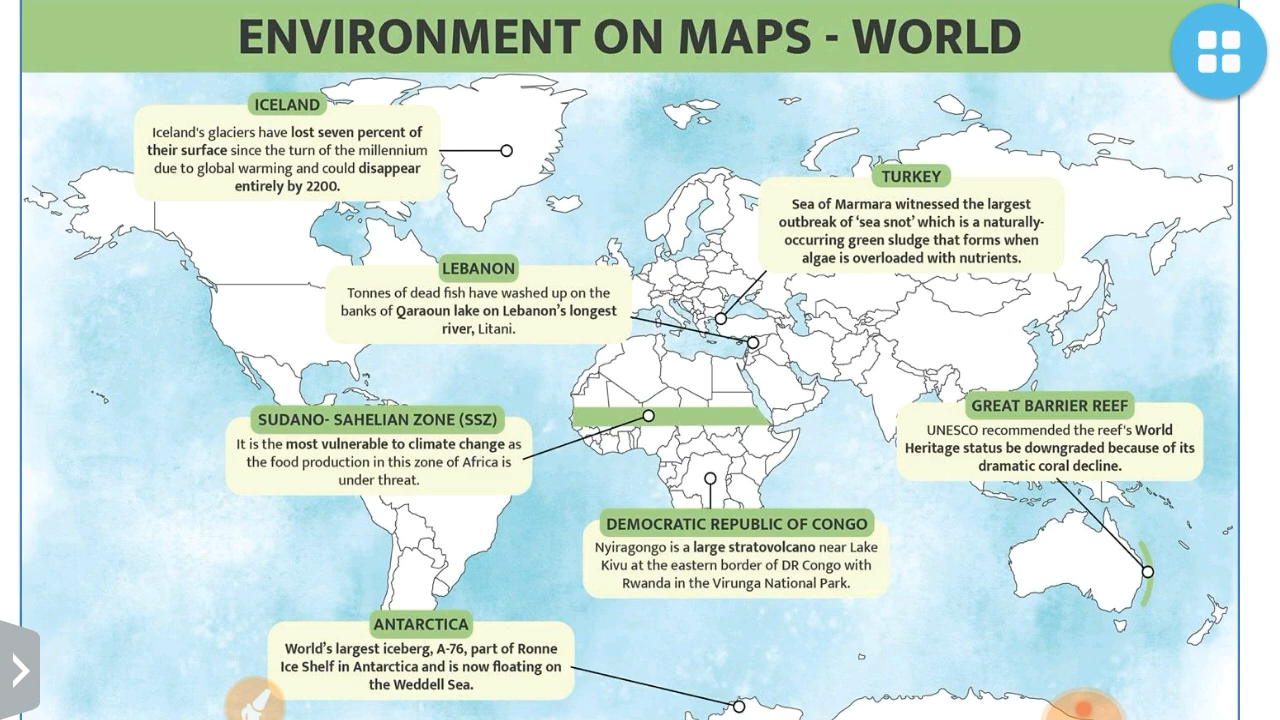 ENVIRONMENT ON MAPS - WORLD
ICELAND
Iceland's glaciers have lost seven percent of
their surface since the turn of the millennium
due to global warming and could disappear
entirely by 2200.
TURKEY
Sea of Marmara witnessed the largest
outbreak of ‘sea snot’ which is a naturally-
occurring green sludge that forms when
algae is overloaded with nutrients.
LEBANON
Tonnes of dead fish have washed up on the
banks of Qaraoun lake on Lebanon’s longest
river, Litani.
SUDANO- SAHELIAN ZONE (SSZ)
It is the most vulnerable to climate change as
the food production in this zone of Africa is
under threat.
GREAT BARRIER REEF
UNESCO recommended the reef's World
Heritage status be downgraded because of its
dramatic coral decline.
DEMOCRATIC REPUBLIC OF CONGO
Nyiragongo is a large stratovolcano near Lake
Kivu at the eastern border of DR Congo with
Rwanda in the Virunga National Park.
ANTARCTICA
World’s largest iceberg, A-76, part of Ronne
Ice Shelf in Antarctica and is now floating on
the Weddell Sea.